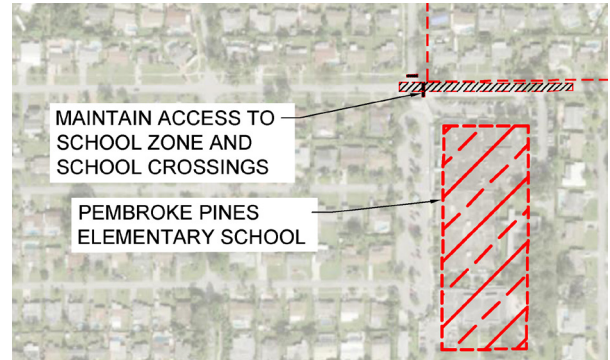 MAINTAIN ACCESS TO
SCHOOL ZONE AND
SCHOOL CROSSINGS
PEMBROKE PINES
ELEMENTARY SCHOOL